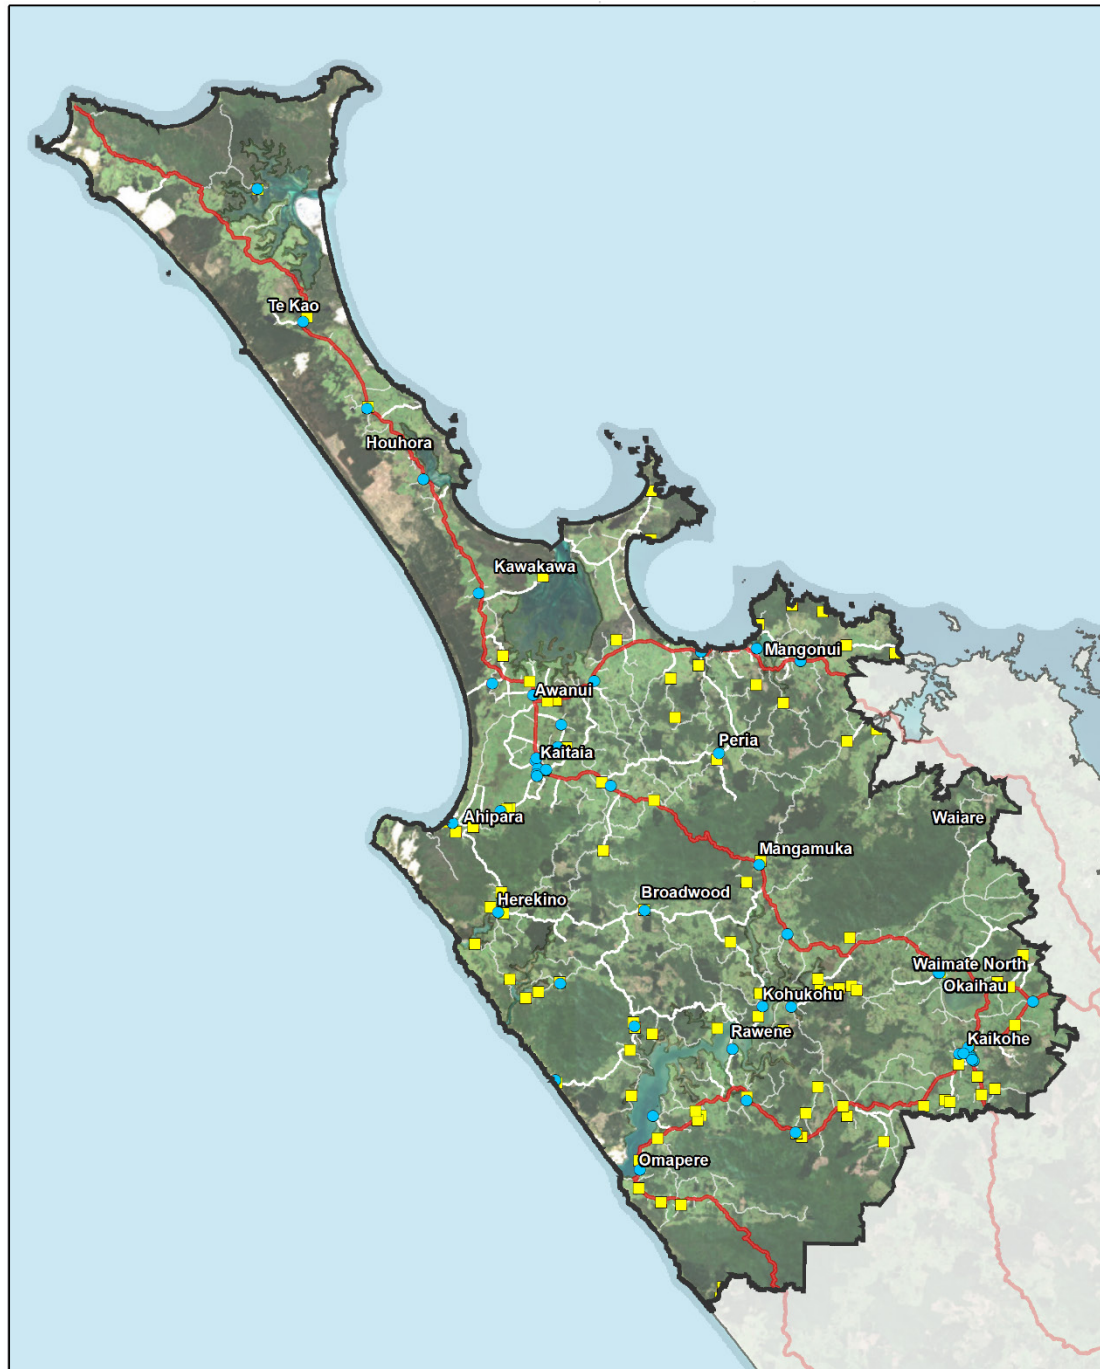 Te Kao
Houhora
Kawakawa
Mangonui
Awanui
Peria
Kaitaia
Ahipara
Waiare
Mangamuka
Broadwood
Herekino
Waimate North
Okaihau
Kohukohu
Rawene
Kaikohe
Omapere